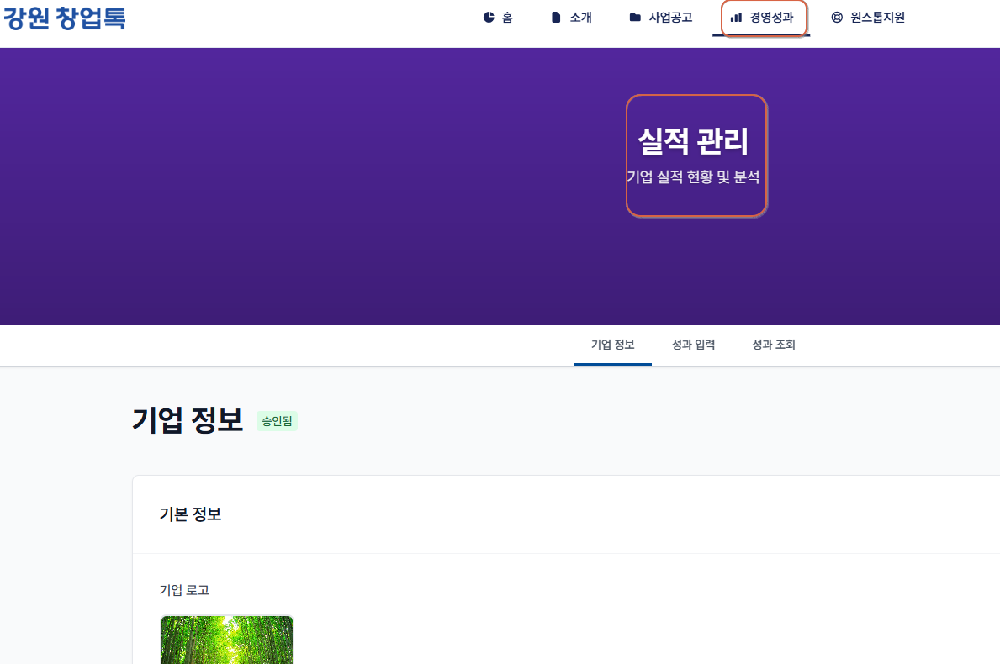 강원 창업톡
홈 소개 사업공고 경영성과 원스톱지원
실적 관리
기업 실적 현황 및 분석
기업 정보 성과 입력 성과 조회
기업 정보 승인됨
기본 정보
기업 로고